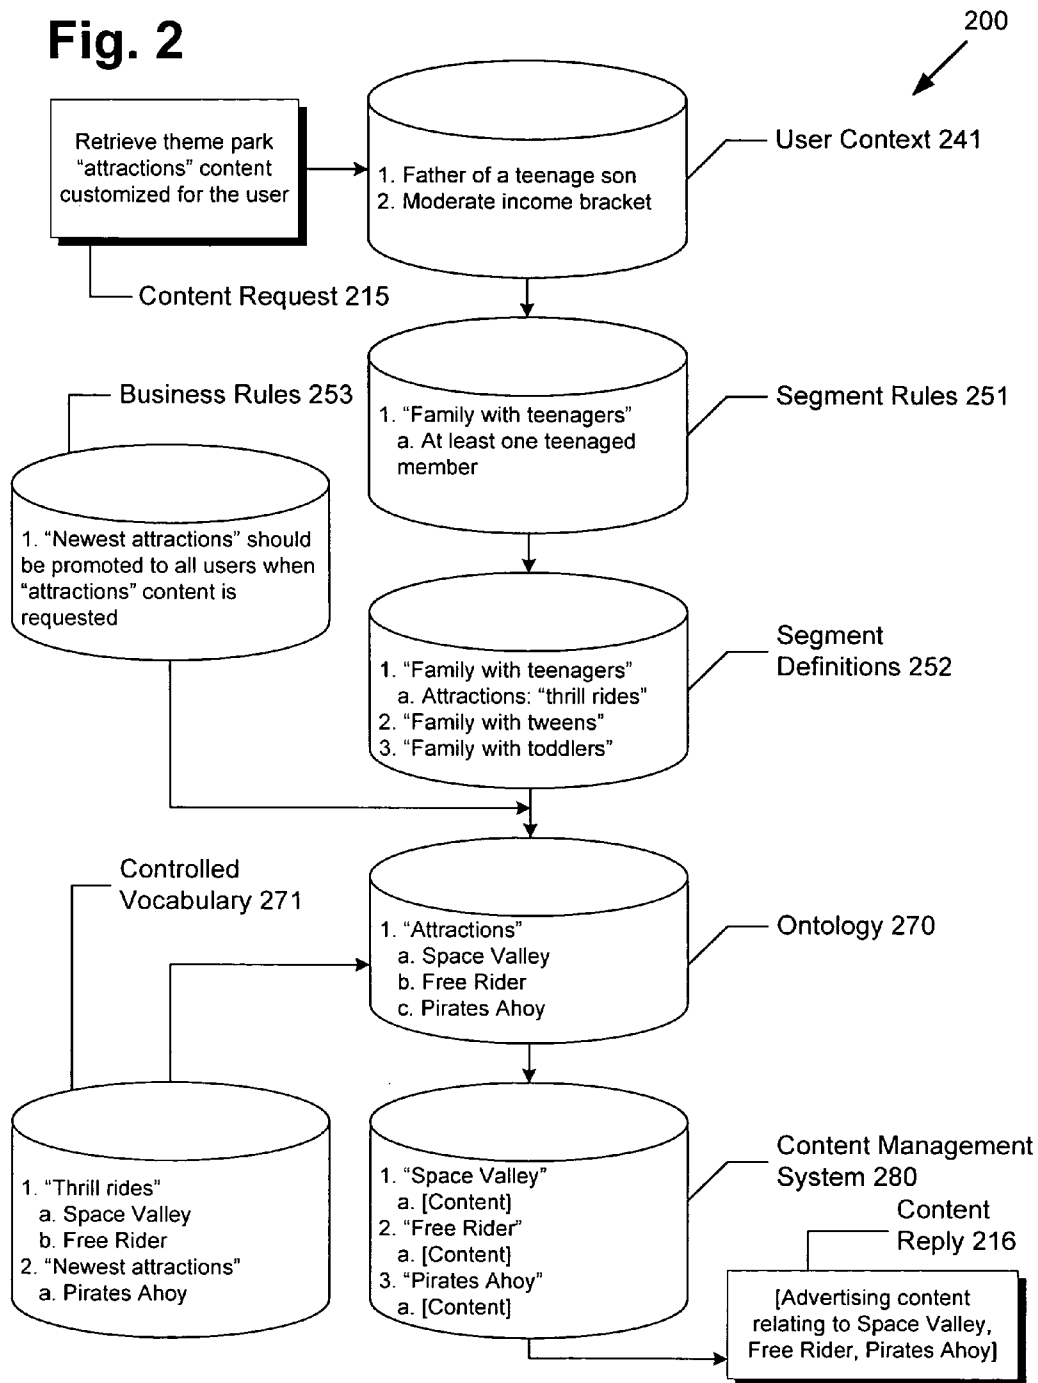 Fig. 2
200
Retrieve theme park
“attractions” content
customized for the user
1. Father of a teenage son
2. Moderate income bracket
User Context 241
Content Request 215
Business Rules 253
1. “Family with teenagers”
a. At least one teenaged
member
Segment Rules 251
1. “Newest attractions” should
be promoted to all users when
“attractions” content is
requested
1. “Family with teenagers”
a. Attractions: “thrill rides”
2. “Family with tweens”
3. “Family with toddlers”
Segment
Definitions 252
Controlled
Vocabulary 271
1. “Attractions”
a. Space Valley
b. Free Rider
c. Pirates Ahoy
Ontology 270
1. “Thrill rides”
a. Space Valley
b. Free Rider
2. “Newest attractions”
a. Pirates Ahoy
1. “Space Valley”
a. [Content]
2. “Free Rider”
a. [Content]
3. “Pirates Ahoy”
a. [Content]
Content Management
System 280
Content
Reply 216
[Advertising content
relating to Space Valley,
Free Rider, Pirates Ahoy]